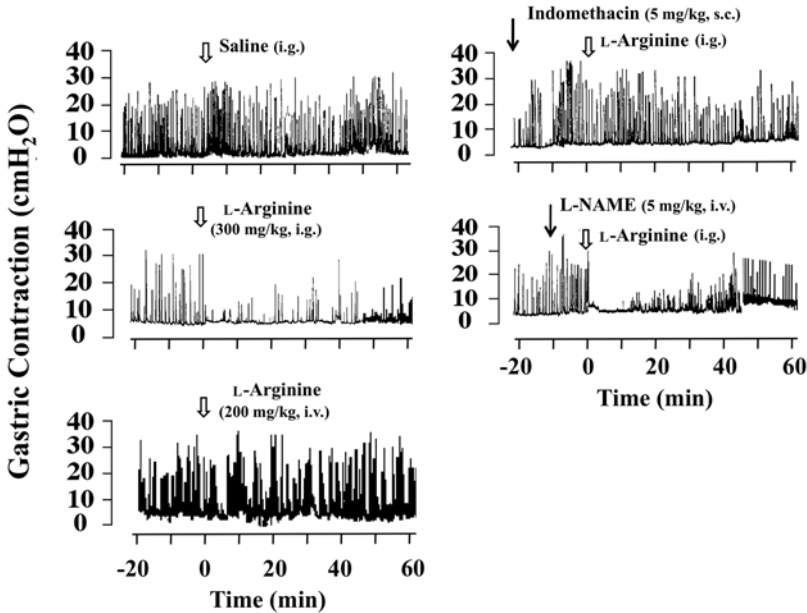 Gastric Contraction (cmH₂O)
Saline (i.g.)
40
30
20
10
0
L-Arginine
(300 mg/kg, i.g.)
40
30
20
10
0
L-Arginine
(200 mg/kg, i.v.)
40
30
20
10
0
-20 0 20 40 60
Time (min)
Indomethacin (5 mg/kg, s.c.)
L-Arginine (i.g.)
40
30
20
10
0
L-NAME (5 mg/kg, i.v.)
L-Arginine (i.g.)
40
30
20
10
0
-20 0 20 40 60
Time (min)